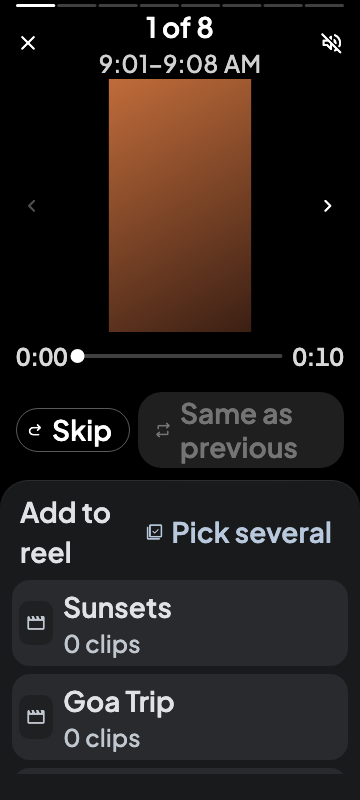 1 of 8
9:01–9:08 AM
0:00
0:10
Skip
Same as
previous
Add to
reel
Pick several
Sunsets
0 clips
Goa Trip
0 clips